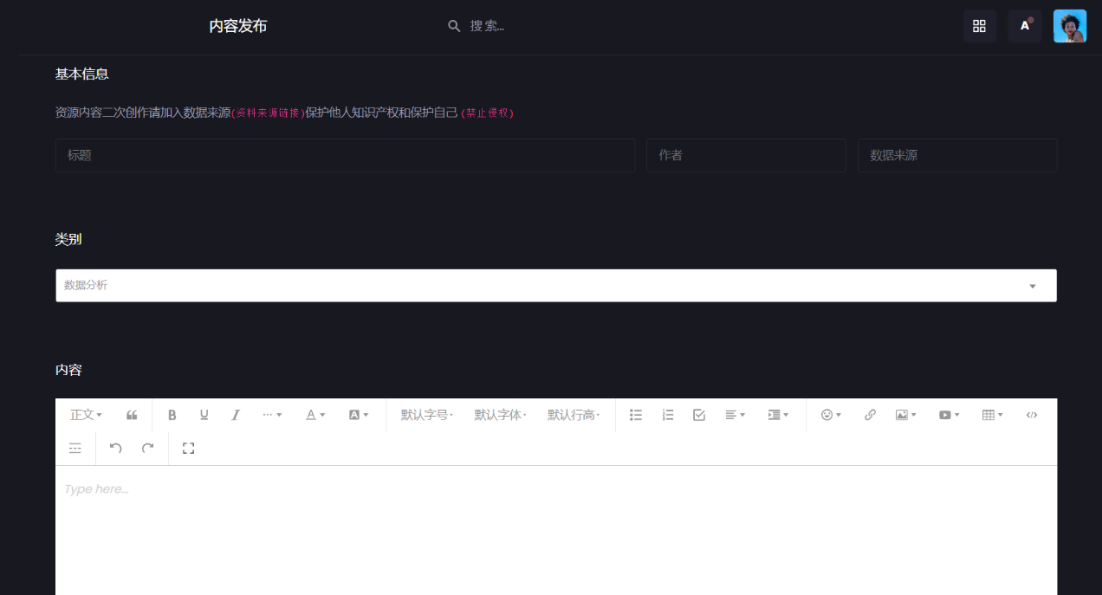 内容发布
搜索...
A
基本信息
资源内容二次创作请加入数据来源(资料来源链接)保护他人知识产权和保护自己 (禁止侵权)
标题 作者 数据来源
类别
数据分析
内容
正文 B U I ··· A A 默认字号 默认字体 默认行高
Type here...